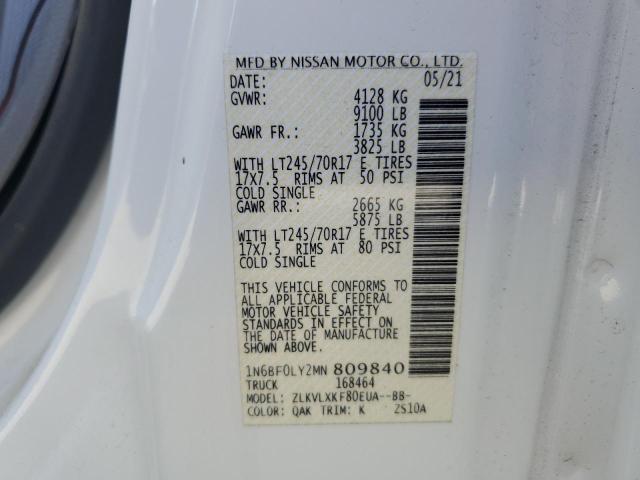 MFD BY NISSAN MOTOR CO., LTD.
DATE: 05/21
GVWR: 4128 KG
9100 LB
GAWR FR: 1735 KG
3825 LB
WITH LT245/70R17 E TIRES
17X7.5 RIMS AT 50 PSI
COLD SINGLE
GAWR RR.: 2665 KG
5875 LB
WITH LT245/70R17 E TIRES
17X7.5 RIMS AT 80 PSI
COLD SINGLE
THIS VEHICLE CONFORMS TO
ALL APPLICABLE FEDERAL
MOTOR VEHICLE SAFETY
STANDARDS IN EFFECT ON
THE DATE OF MANUFACTURE
SHOWN ABOVE.
1N6BF0LY2MN 809840
TRUCK 168464
MODEL: ZLKVLXKF80EUA--BB-
COLOR: QAK TRIM: K ZS10A